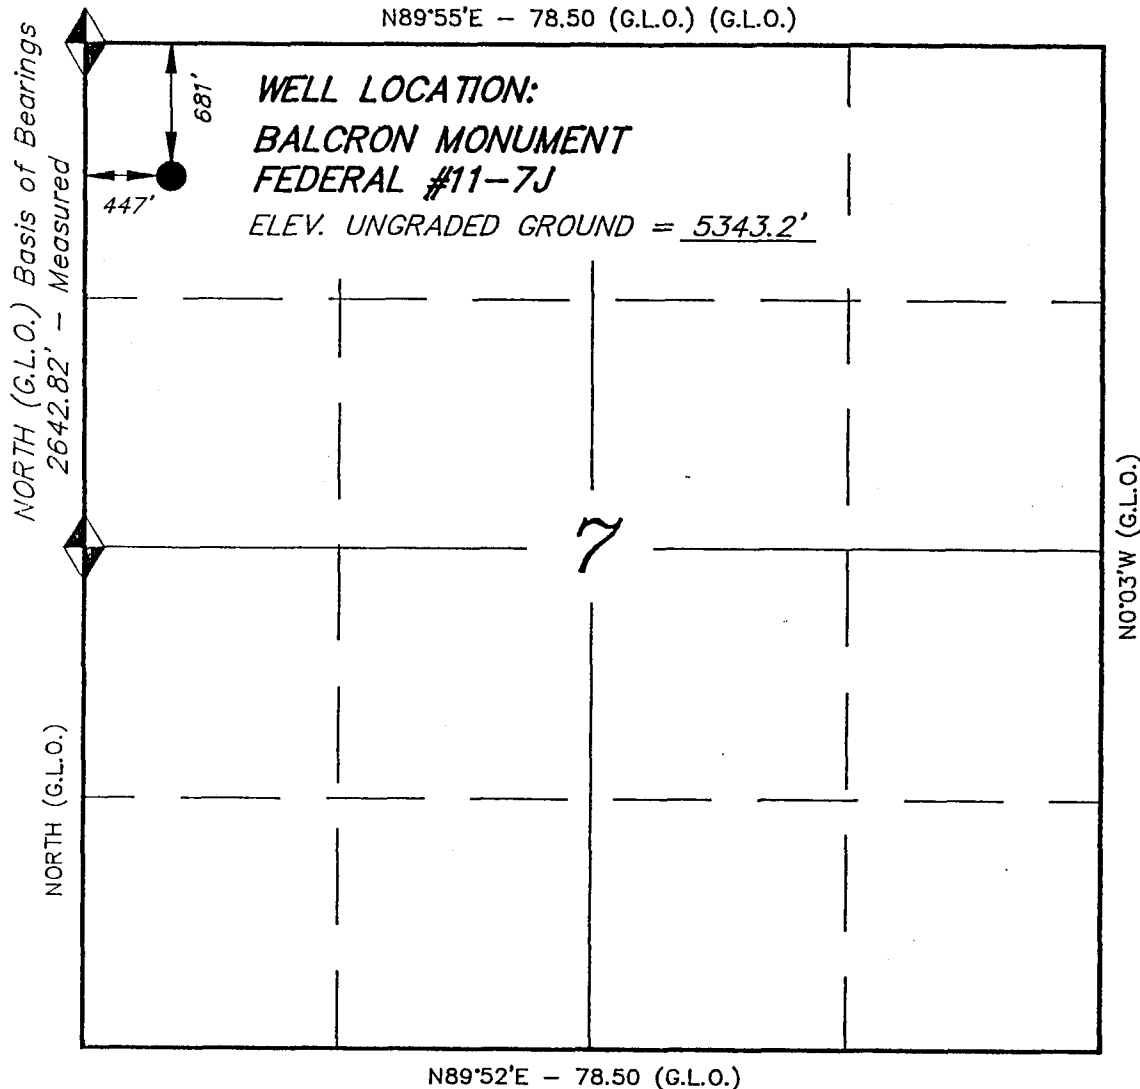 N89°55'E - 78.50 (G.L.O.) (G.L.O.)
NORTH (G.L.O.) Basis of Bearings
2642.82' - Measured
681'
447'
WELL LOCATION:
BALCRON MONUMENT
FEDERAL #11-7J
ELEV. UNGRADED GROUND = 5343.2'
7
N0°03'W (G.L.O.)
NORTH (G.L.O.)
N89°52'E - 78.50 (G.L.O.)